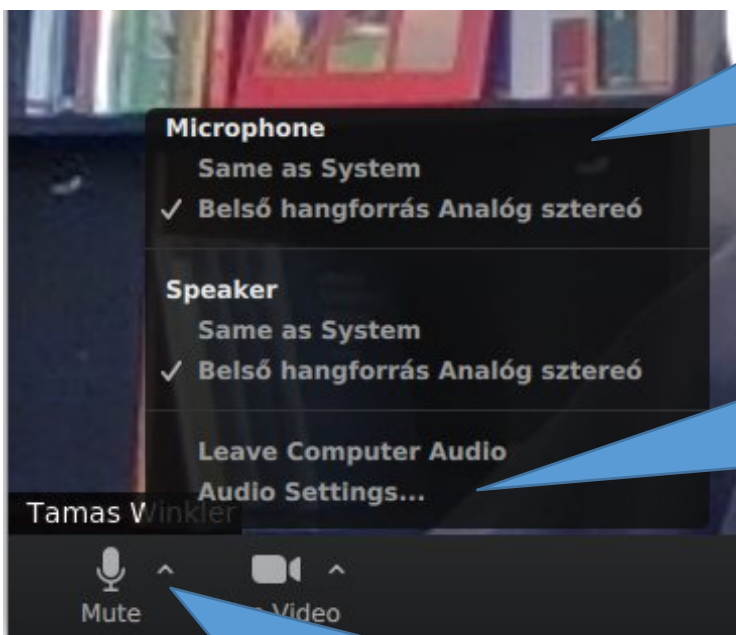 Microphone
Same as System
✓ Belső hangforrás Analóg sztereó
Speaker
Same as System
✓ Belső hangforrás Analóg sztereó
Leave Computer Audio
Audio Settings...
Tamas Winkler
Mute
Video